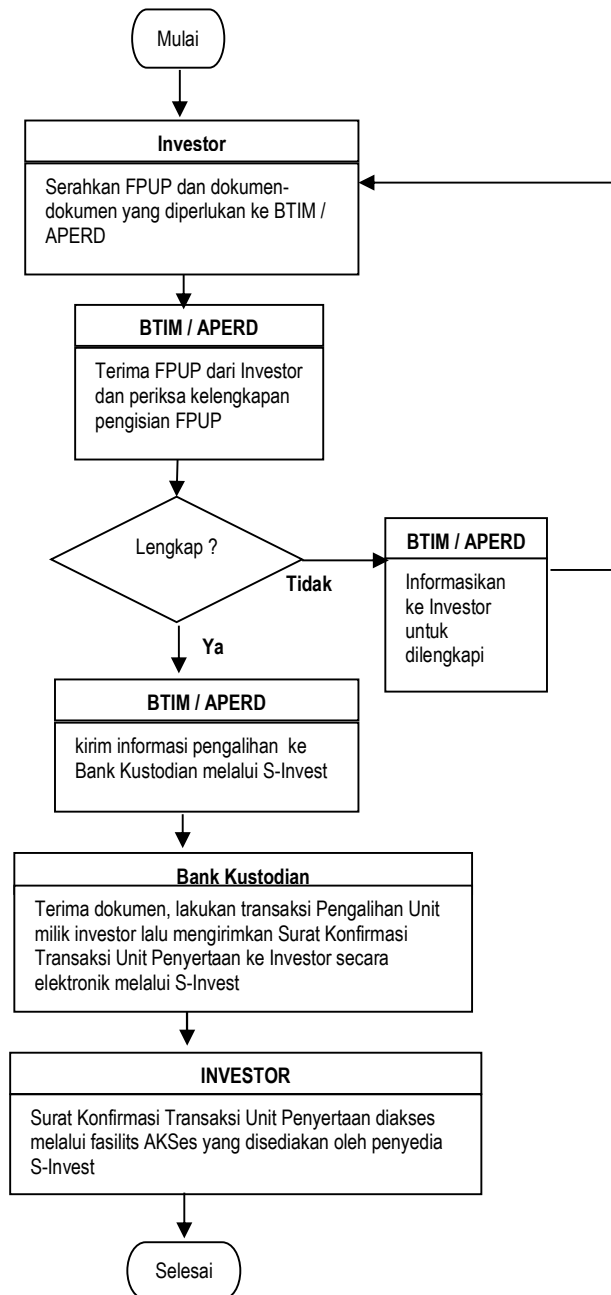 Mulai
Investor
Serahkan FPUP dan dokumen-
dokumen yang diperlukan ke BTIM /
APERD
BTIM / APERD
Terima FPUP dari Investor
dan periksa kelengkapan
pengisian FPUP
Lengkap ?
Tidak
BTIM / APERD
Informasikan
ke Investor
untuk
dilengkapi
Ya
BTIM / APERD
kirim informasi pengalihan ke
Bank Kustodian melalui S-Invest
Bank Kustodian
Terima dokumen, lakukan transaksi Pengalihan Unit
milik investor lalu mengirimkan Surat Konfirmasi
Transaksi Unit Penyertaan ke Investor secara
elektronik melalui S-Invest
INVESTOR
Surat Konfirmasi Transaksi Unit Penyertaan diakses
melalui fasilits AKSes yang disediakan oleh penyedia
S-Invest
Selesai